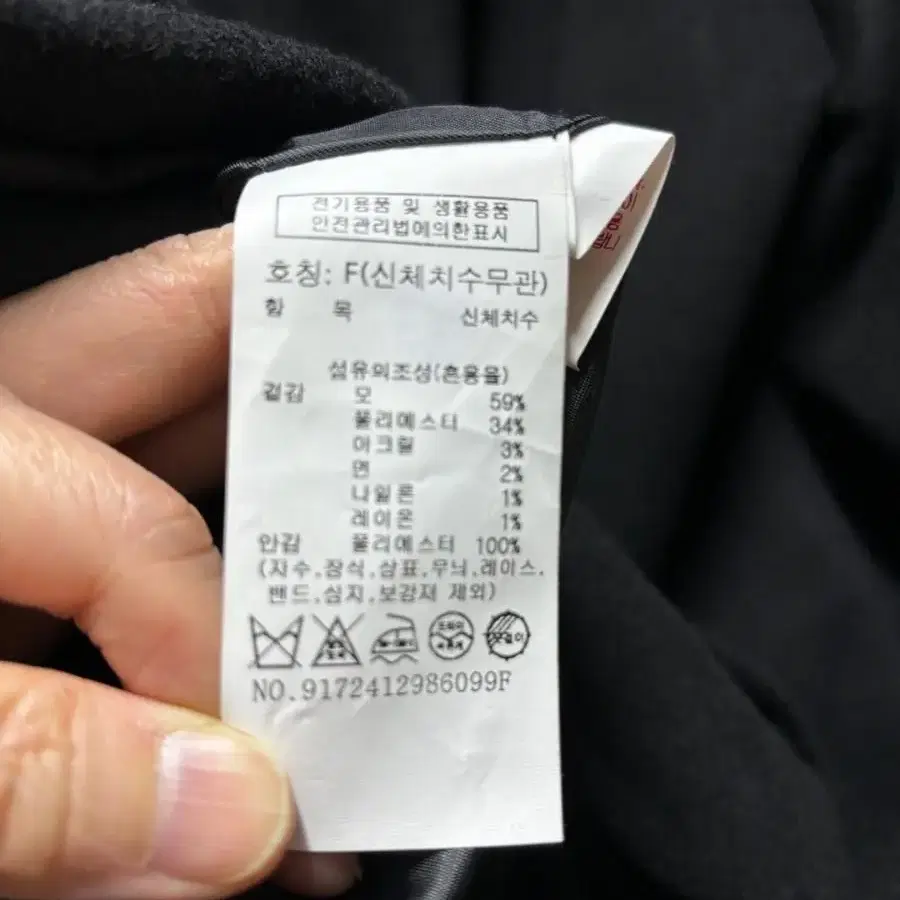 전기용품 및 생활용품
안전관리법에의한표시
호칭: F(신체치수무관)
항 목 신체치수
섬유의조성(혼용율)
겉감 모 59%
폴리에스터 34%
아크릴 3%
면 2%
나일론 1%
레이온 1%
안감 폴리에스터 100%
(자수.장식.상표.무늬.레이스.
밴드.심지.보강재 제외)
드라이
NO.9172412986099F